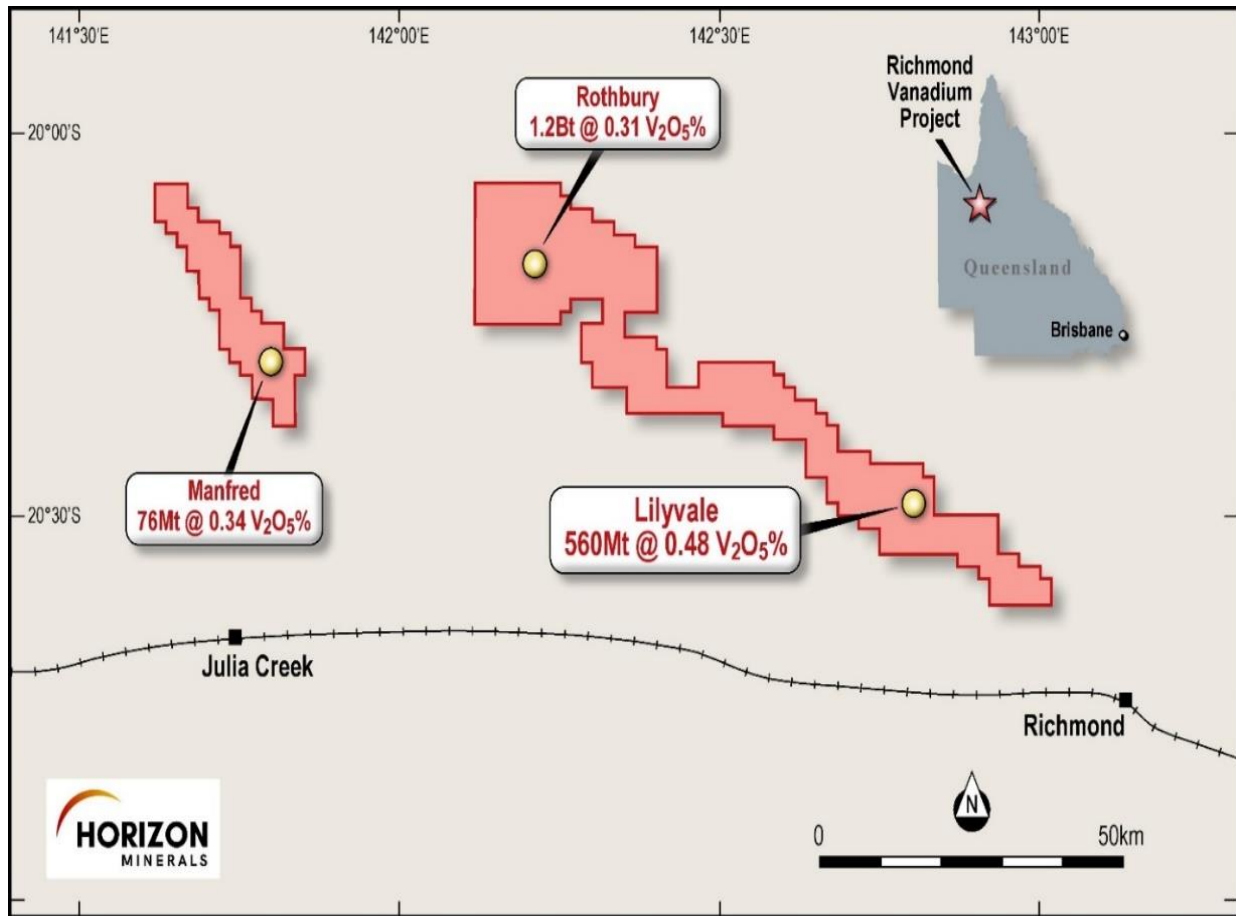 141°30'E
142°00'E
142°30'E
143°00'E
20°00'S
20°30'S
Rothbury
1.2Bt @ 0.31 V₂O₅%
Richmond
Vanadium
Project
Queensland
Brisbane
Manfred
76Mt @ 0.34 V₂O₅%
Lilyvale
560Mt @ 0.48 V₂O₅%
Julia Creek
Richmond
HORIZON
MINERALS
N
0
50km